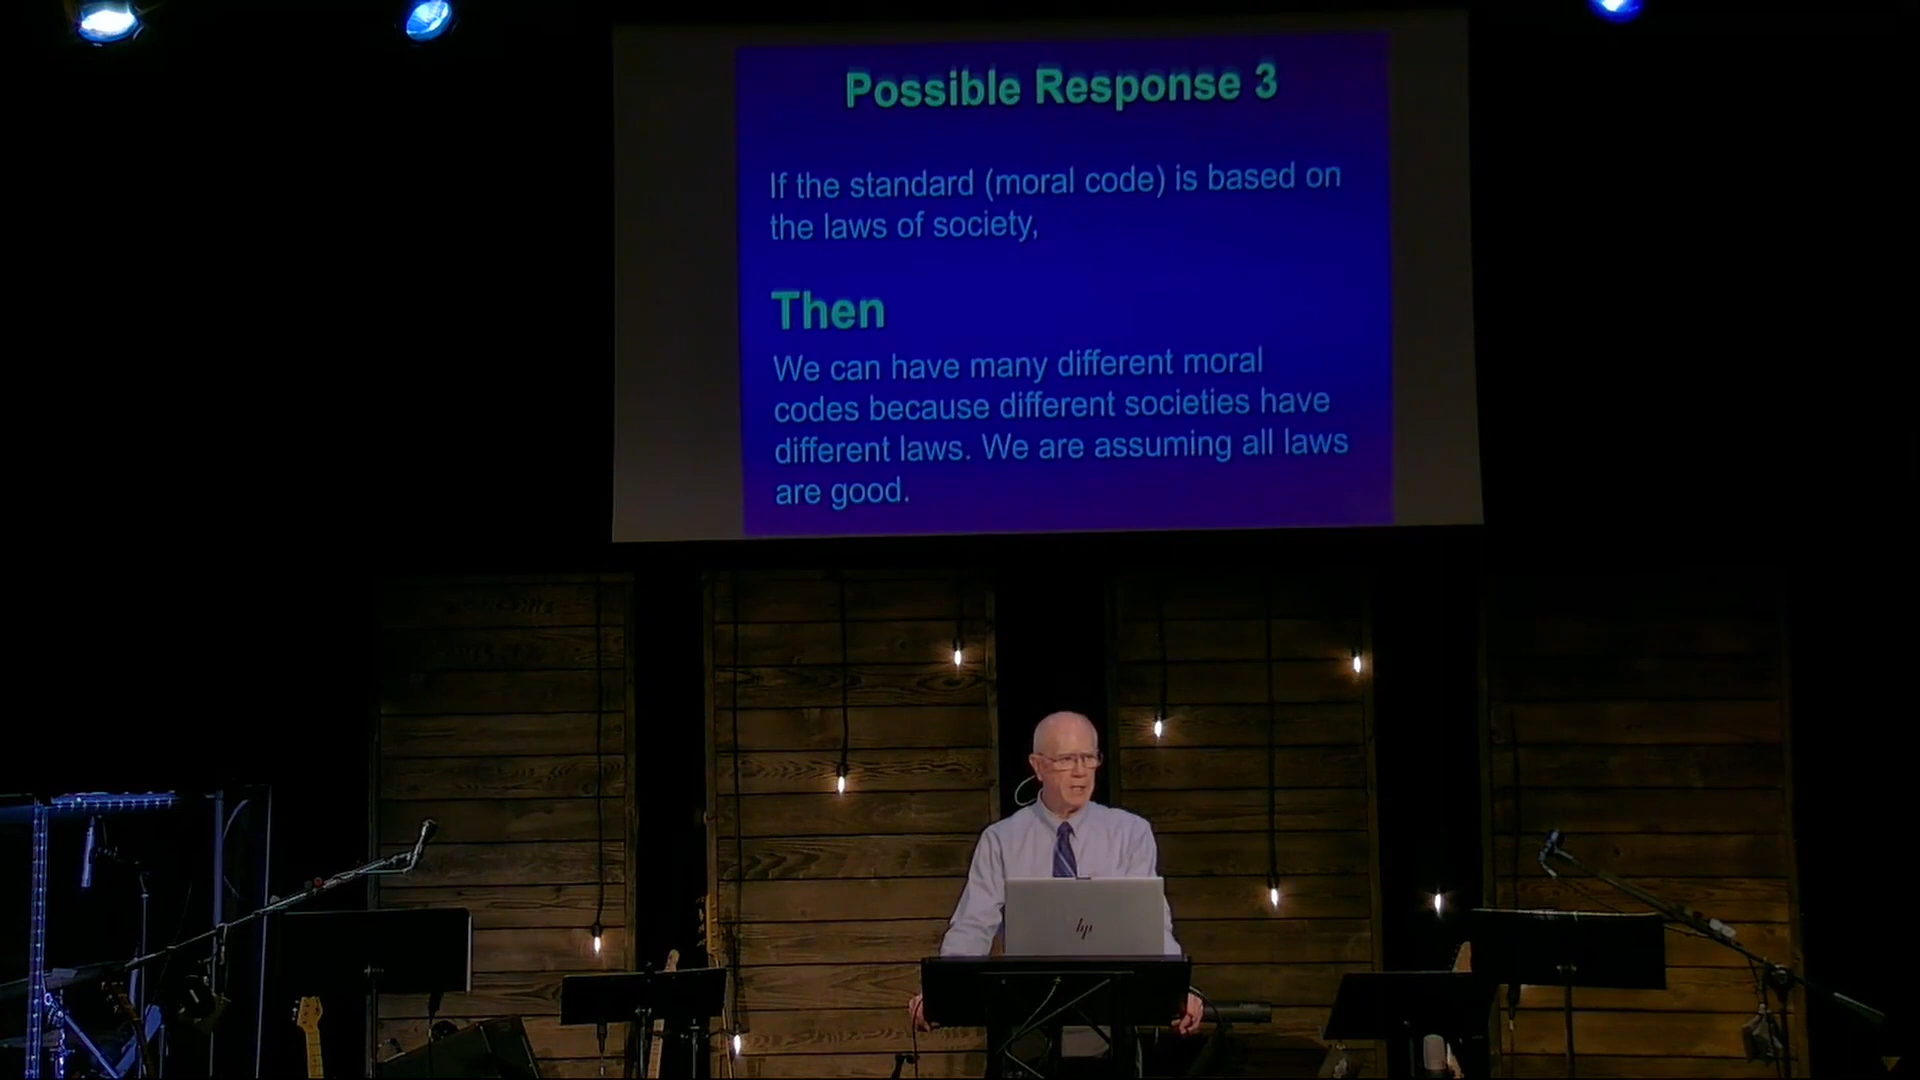 Possible Response 3
If the standard (moral code) is based on
the laws of society,
Then
We can have many different moral
codes because different societies have
different laws. We are assuming all laws
are good.
hp